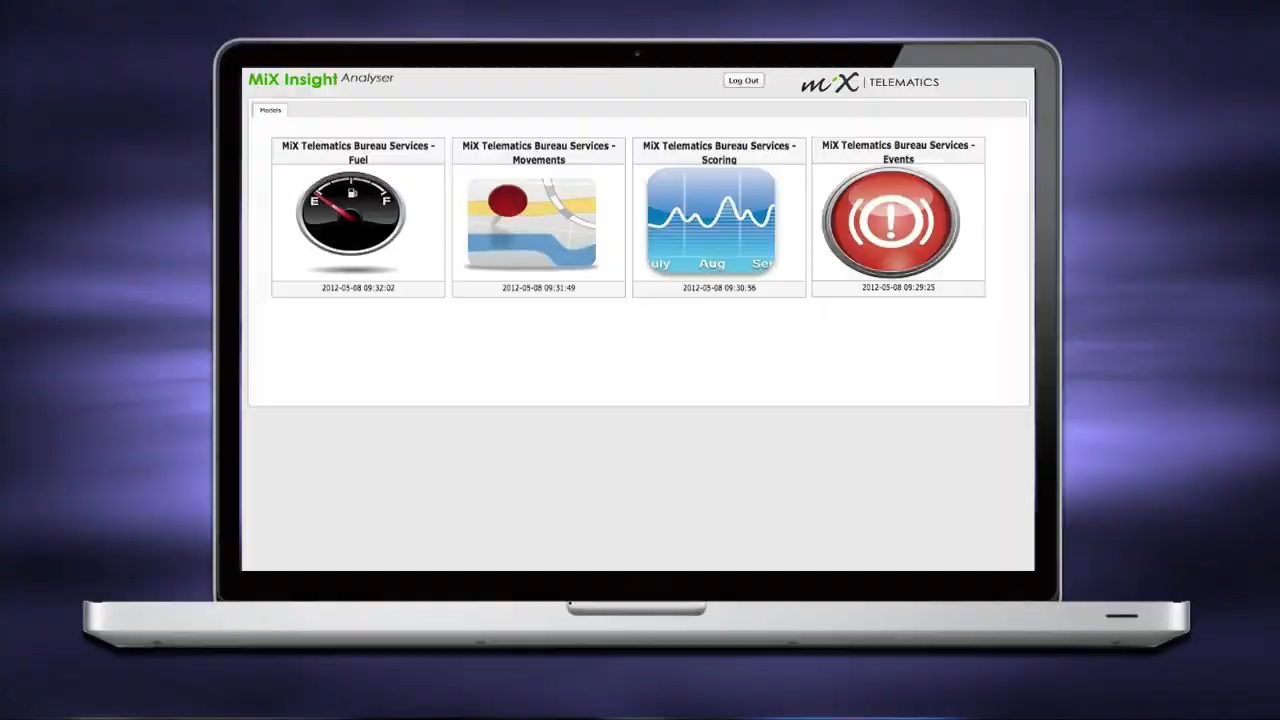 MiX Insight Analyser
Log Out
mix | TELEMATICS
Models
MiX Telematics Bureau Services -
Fuel
MiX Telematics Bureau Services -
Movements
MiX Telematics Bureau Services -
Scoring
MiX Telematics Bureau Services -
Events
E F
uly Aug Se
2012-05-08 09:32:02
2012-05-08 09:31:49
2012-05-08 09:30:56
2012-05-08 09:29:25